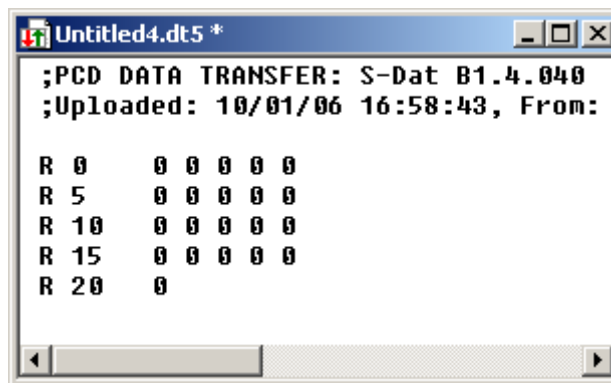 Untitled4.dt5 *
;PCD DATA TRANSFER: S-Dat B1.4.040
;Uploaded: 10/01/06 16:58:43, From:
R 0 0 0 0 0 0
R 5 0 0 0 0 0
R 10 0 0 0 0 0
R 15 0 0 0 0 0
R 20 0